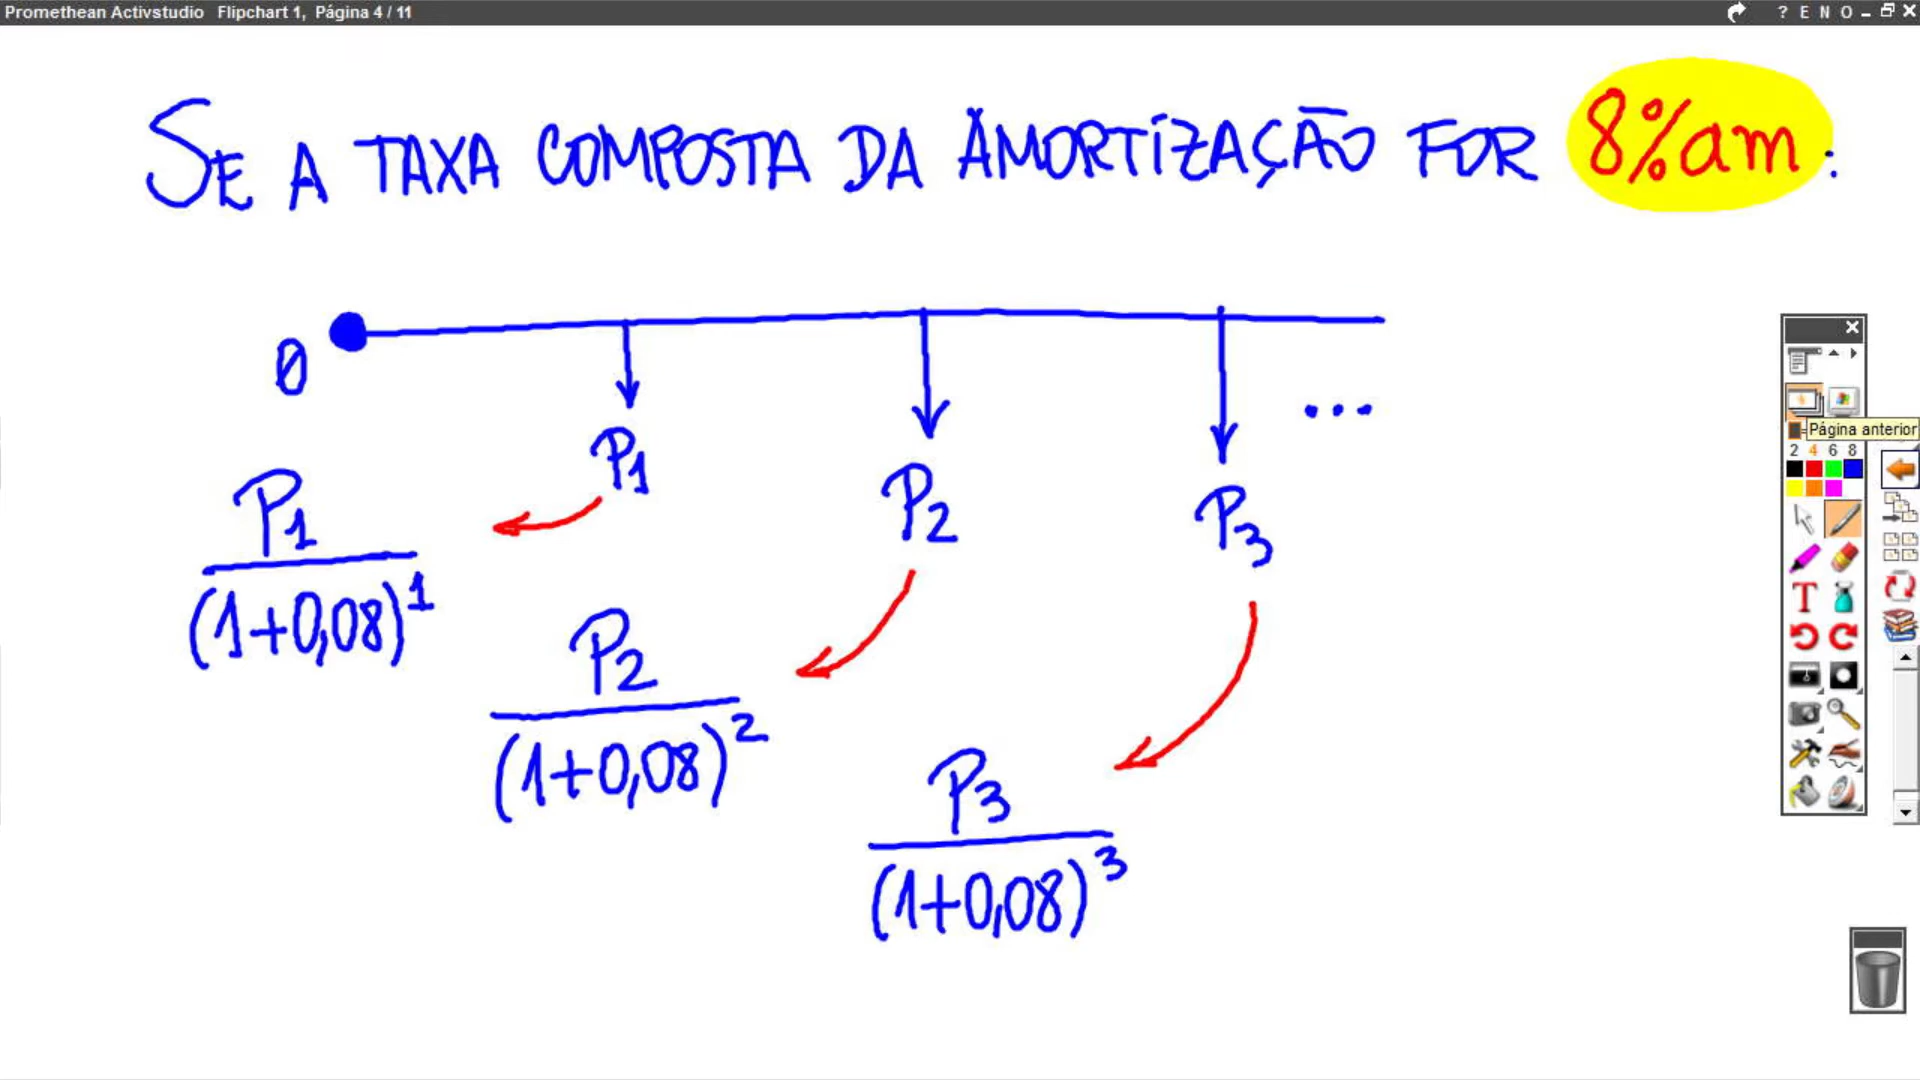 Promethean Activstudio Flipchart 1, Página 4 / 11
? E N O
SE A TAXA COMPOSTA DA AMORTIZAÇÃO FOR 8%am:
0
...
P1
P2
P3
P1
(1+0,08)^1
P2
(1+0,08)^2
P3
(1+0,08)^3
Página anterior
2 4 6 8
T